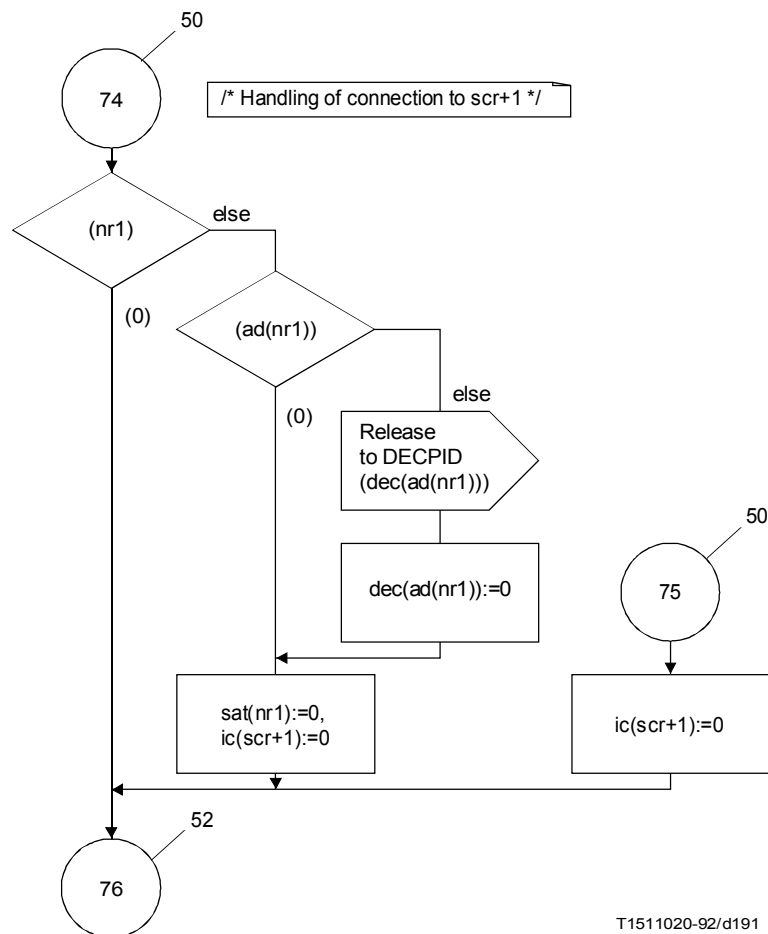 50
74
/* Handling of connection to scr+1 */
(nr1)
else
(0)
(ad(nr1))
else
(0)
Release
to DECPID
(dec(ad(nr1)))
50
dec(ad(nr1)):=0
75
sat(nr1):=0,
ic(scr+1):=0
ic(scr+1):=0
52
76
T1511020-92/d191